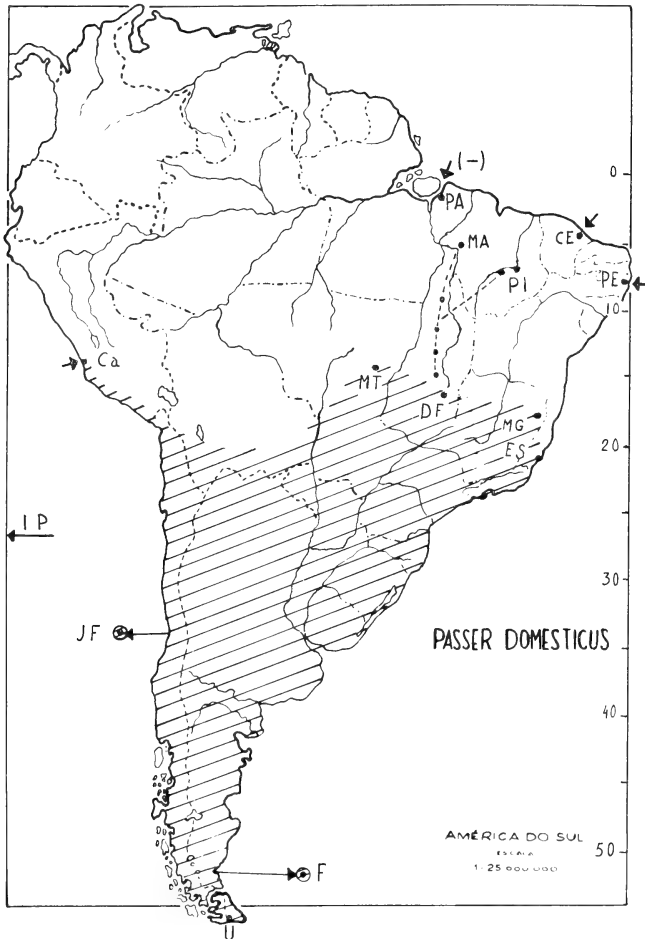 (-)
0
PA
CE
MA
PI
PE
10
Ca
MT
DF
MG
ES
20
IP
30
JF
PASSER DOMESTICUS
40
AMÉRICA DO SUL
ESCALA
1-25 000 000
50
F
U